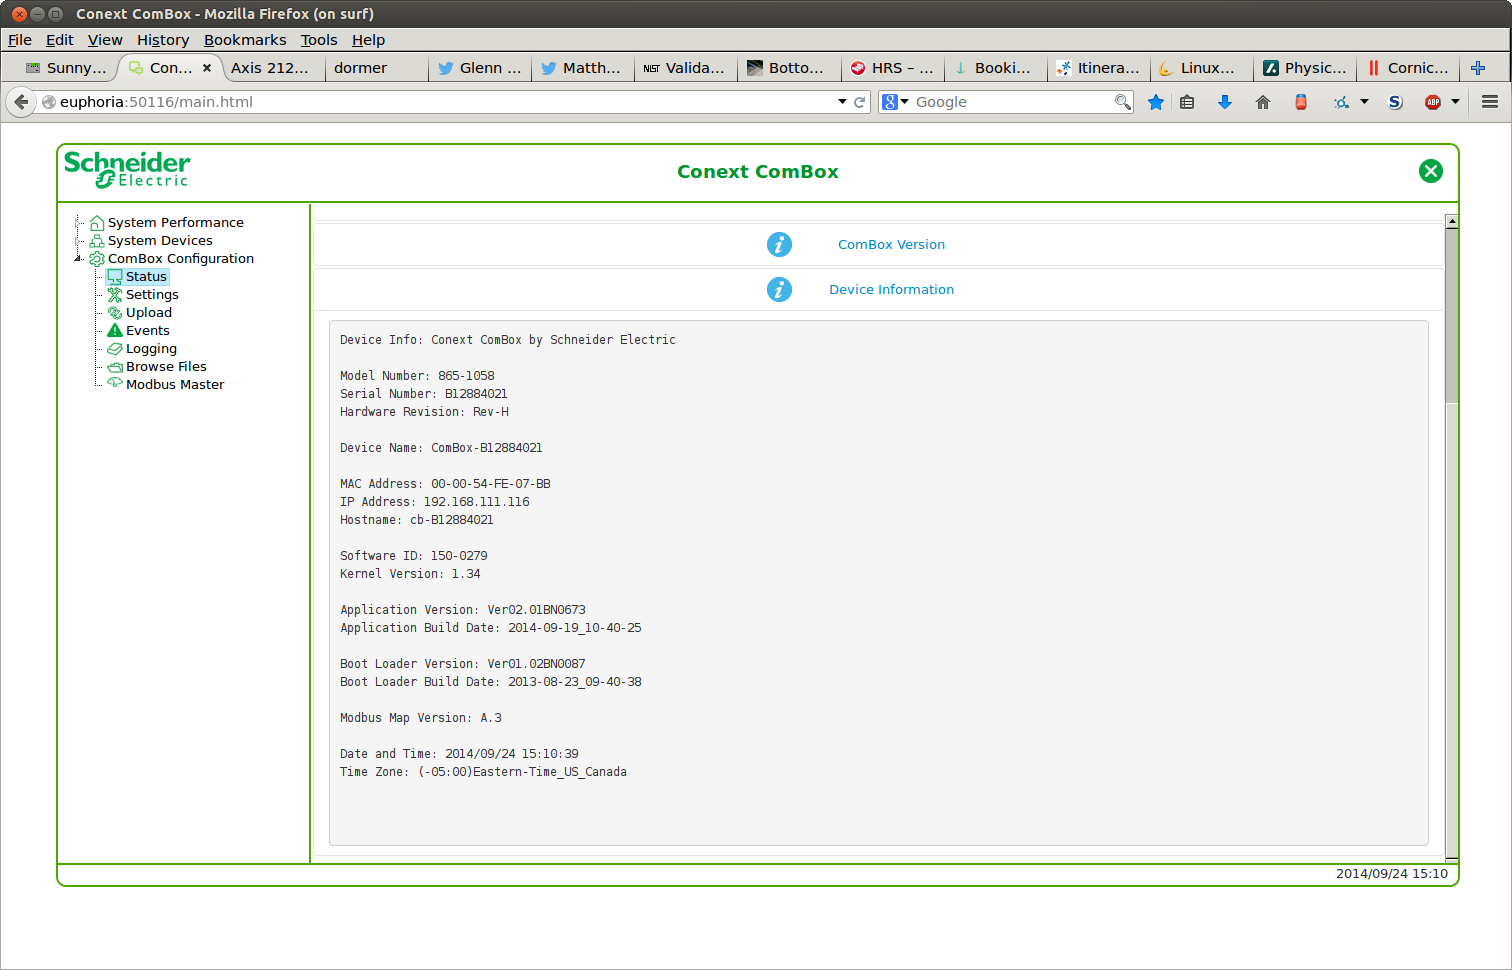 Conext ComBox - Mozilla Firefox (on surf)
File Edit View History Bookmarks Tools Help
Sunny... Con... Axis 212... dormer Glenn ... Matth... NIST Valida... Botto... HRS – ... Booki... Itinera... Linux... Physic... Cornic...
euphoria:50116/main.html 8 Google S ABP
Schneider
Electric
Conext ComBox
System Performance
System Devices
ComBox Configuration
Status
Settings
Upload
Events
Logging
Browse Files
Modbus Master
i ComBox Version
i Device Information
Device Info: Conext ComBox by Schneider Electric
Model Number: 865-1058
Serial Number: B12884021
Hardware Revision: Rev-H
Device Name: ComBox-B12884021
MAC Address: 00-00-54-FE-07-BB
IP Address: 192.168.111.116
Hostname: cb-B12884021
Software ID: 150-0279
Kernel Version: 1.34
Application Version: Ver02.01BN0673
Application Build Date: 2014-09-19_10-40-25
Boot Loader Version: Ver01.02BN0087
Boot Loader Build Date: 2013-08-23_09-40-38
Modbus Map Version: A.3
Date and Time: 2014/09/24 15:10:39
Time Zone: (-05:00)Eastern-Time_US_Canada
2014/09/24 15:10